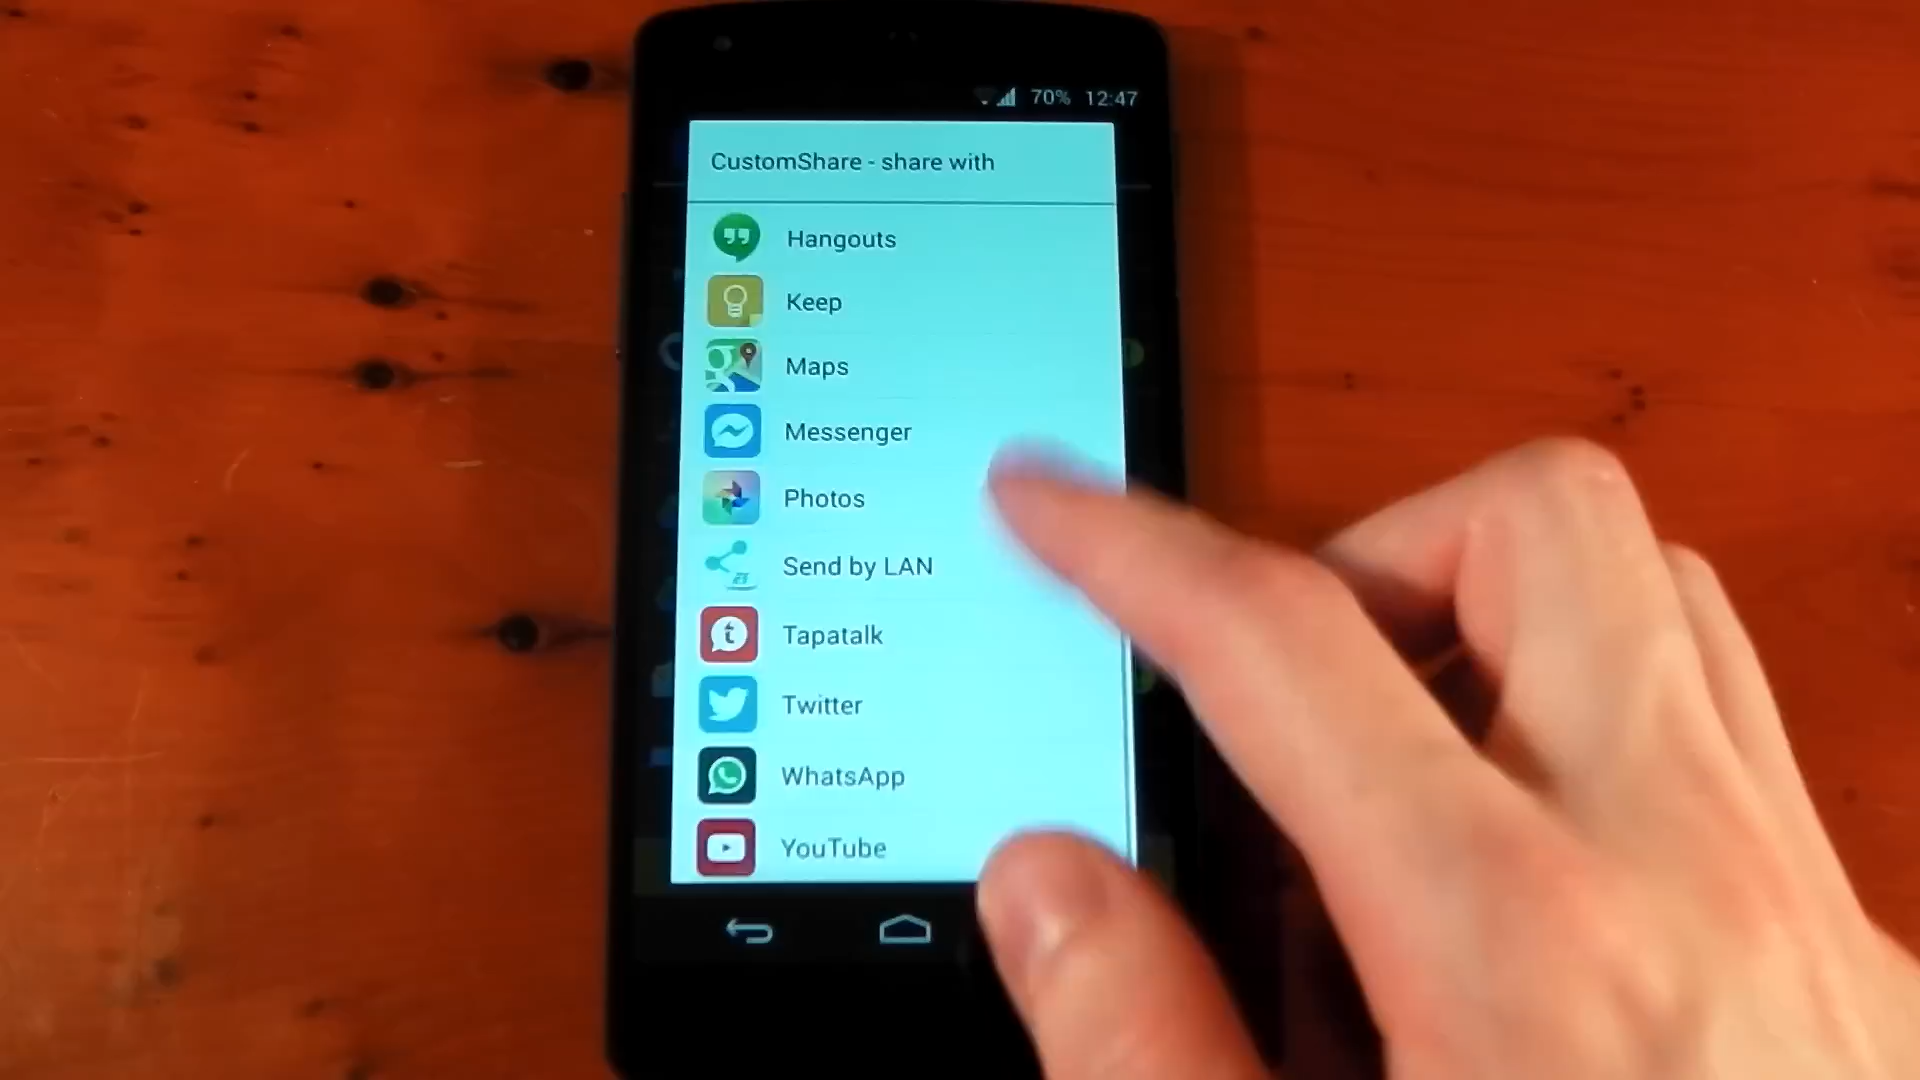 70% 12:47
CustomShare - share with
Hangouts
Keep
Maps
Messenger
Photos
Send by LAN
Tapatalk
Twitter
WhatsApp
YouTube